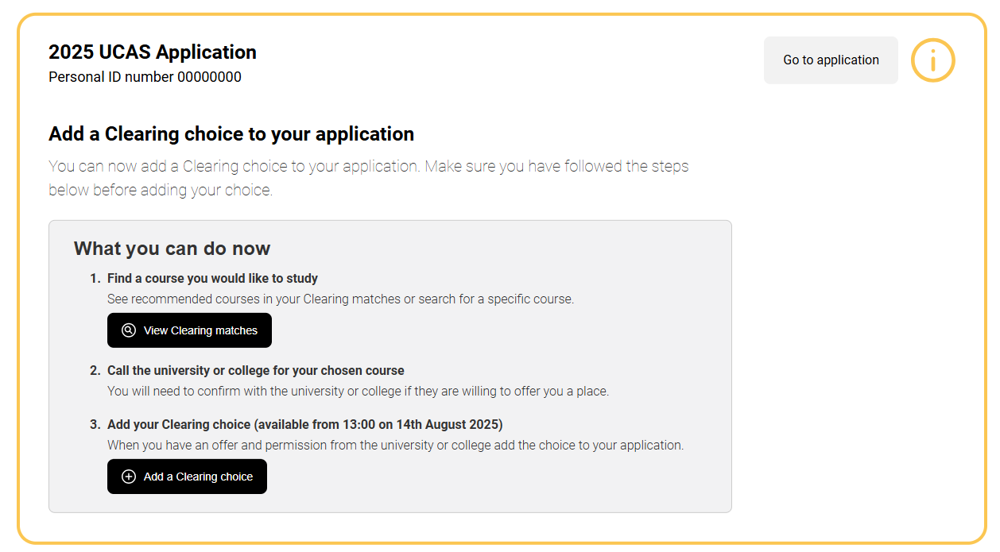 2025 UCAS Application
Personal ID number 00000000
Go to application
Add a Clearing choice to your application
You can now add a Clearing choice to your application. Make sure you have followed the steps
below before adding your choice.
What you can do now
1. Find a course you would like to study
See recommended courses in your Clearing matches or search for a specific course.
View Clearing matches
2. Call the university or college for your chosen course
You will need to confirm with the university or college if they are willing to offer you a place.
3. Add your Clearing choice (available from 13:00 on 14th August 2025)
When you have an offer and permission from the university or college add the choice to your application.
Add a Clearing choice